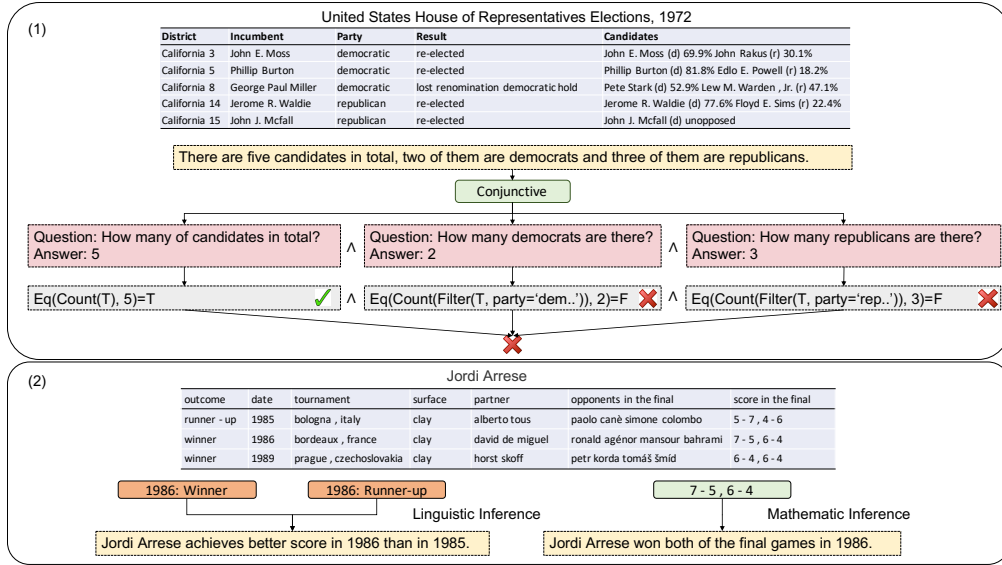 (1)
United States House of Representatives Elections, 1972
District Incumbent Party Result Candidates
California 3 John E. Moss democratic re-elected John E. Moss (d) 69.9% John Rakus (r) 30.1%
California 5 Phillip Burton democratic re-elected Phillip Burton (d) 81.8% Edlo E. Powell (r) 18.2%
California 8 George Paul Miller democratic lost renomination democratic hold Pete Stark (d) 52.9% Lew M. Warden , Jr. (r) 47.1%
California 14 Jerome R. Waldie republican re-elected Jerome R. Waldie (d) 77.6% Floyd E. Sims (r) 22.4%
California 15 John J. Mcfall republican re-elected John J. Mcfall (d) unopposed
There are five candidates in total, two of them are democrats and three of them are republicans.
Conjunctive
Question: How many of candidates in total? ∧ Question: How many democrats are there? ∧ Question: How many republicans are there?
Answer: 5 Answer: 2 Answer: 3
Eq(Count(T), 5)=T ∧ Eq(Count(Filter(T, party=‘dem..’)), 2)=F ∧ Eq(Count(Filter(T, party=‘rep..’)), 3)=F
(2)
Jordi Arrese
outcome date tournament surface partner opponents in the final score in the final
runner - up 1985 bologna , italy clay alberto tous paolo canè simone colombo 5 - 7 , 4 - 6
winner 1986 bordeaux , france clay david de miguel ronald agénor mansour bahrami 7 - 5 , 6 - 4
winner 1989 prague , czechoslovakia clay horst skoff petr korda tomáš šmíd 6 - 4 , 6 - 4
1986: Winner 1986: Runner-up 7 - 5 , 6 - 4
Linguistic Inference Mathematic Inference
Jordi Arrese achieves better score in 1986 than in 1985. Jordi Arrese won both of the final games in 1986.